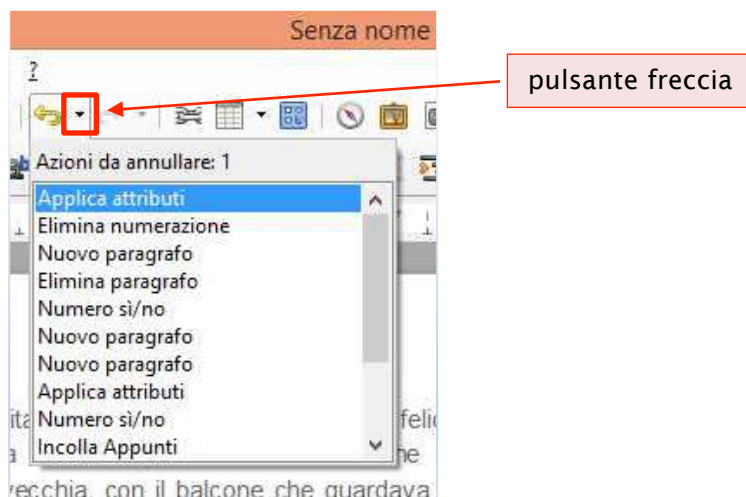 Senza nome
?
pulsante freccia
Azioni da annullare: 1
Applica attributi
Elimina numerazione
Nuovo paragrafo
Elimina paragrafo
Numero sì/no
Nuovo paragrafo
Nuovo paragrafo
Applica attributi
Numero sì/no
Incolla Appunti
vecchia, con il balcone che guardava